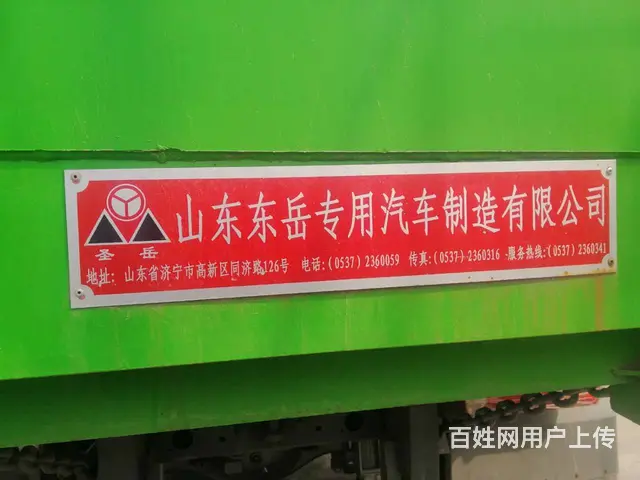 山东东岳专用汽车制造有限公司
圣岳
地址：山东省济宁市高新区同济路126号 电话：(0537)2360059 传真：(0537)2360316 服务热线：(0537)2360341
百姓网用户上传